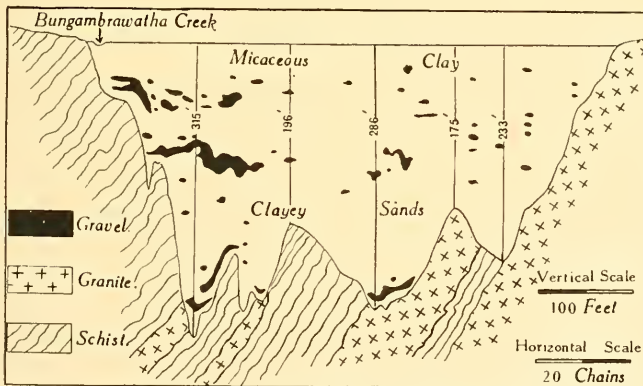 Bungambrawatha Creek
Micaceous Clay
315 196' 286' 175' 233'
Clayey Sands
Gravel.
Granite.
Schist.
Vertical Scale
100 Feet
Horizontal Scale
20 Chains